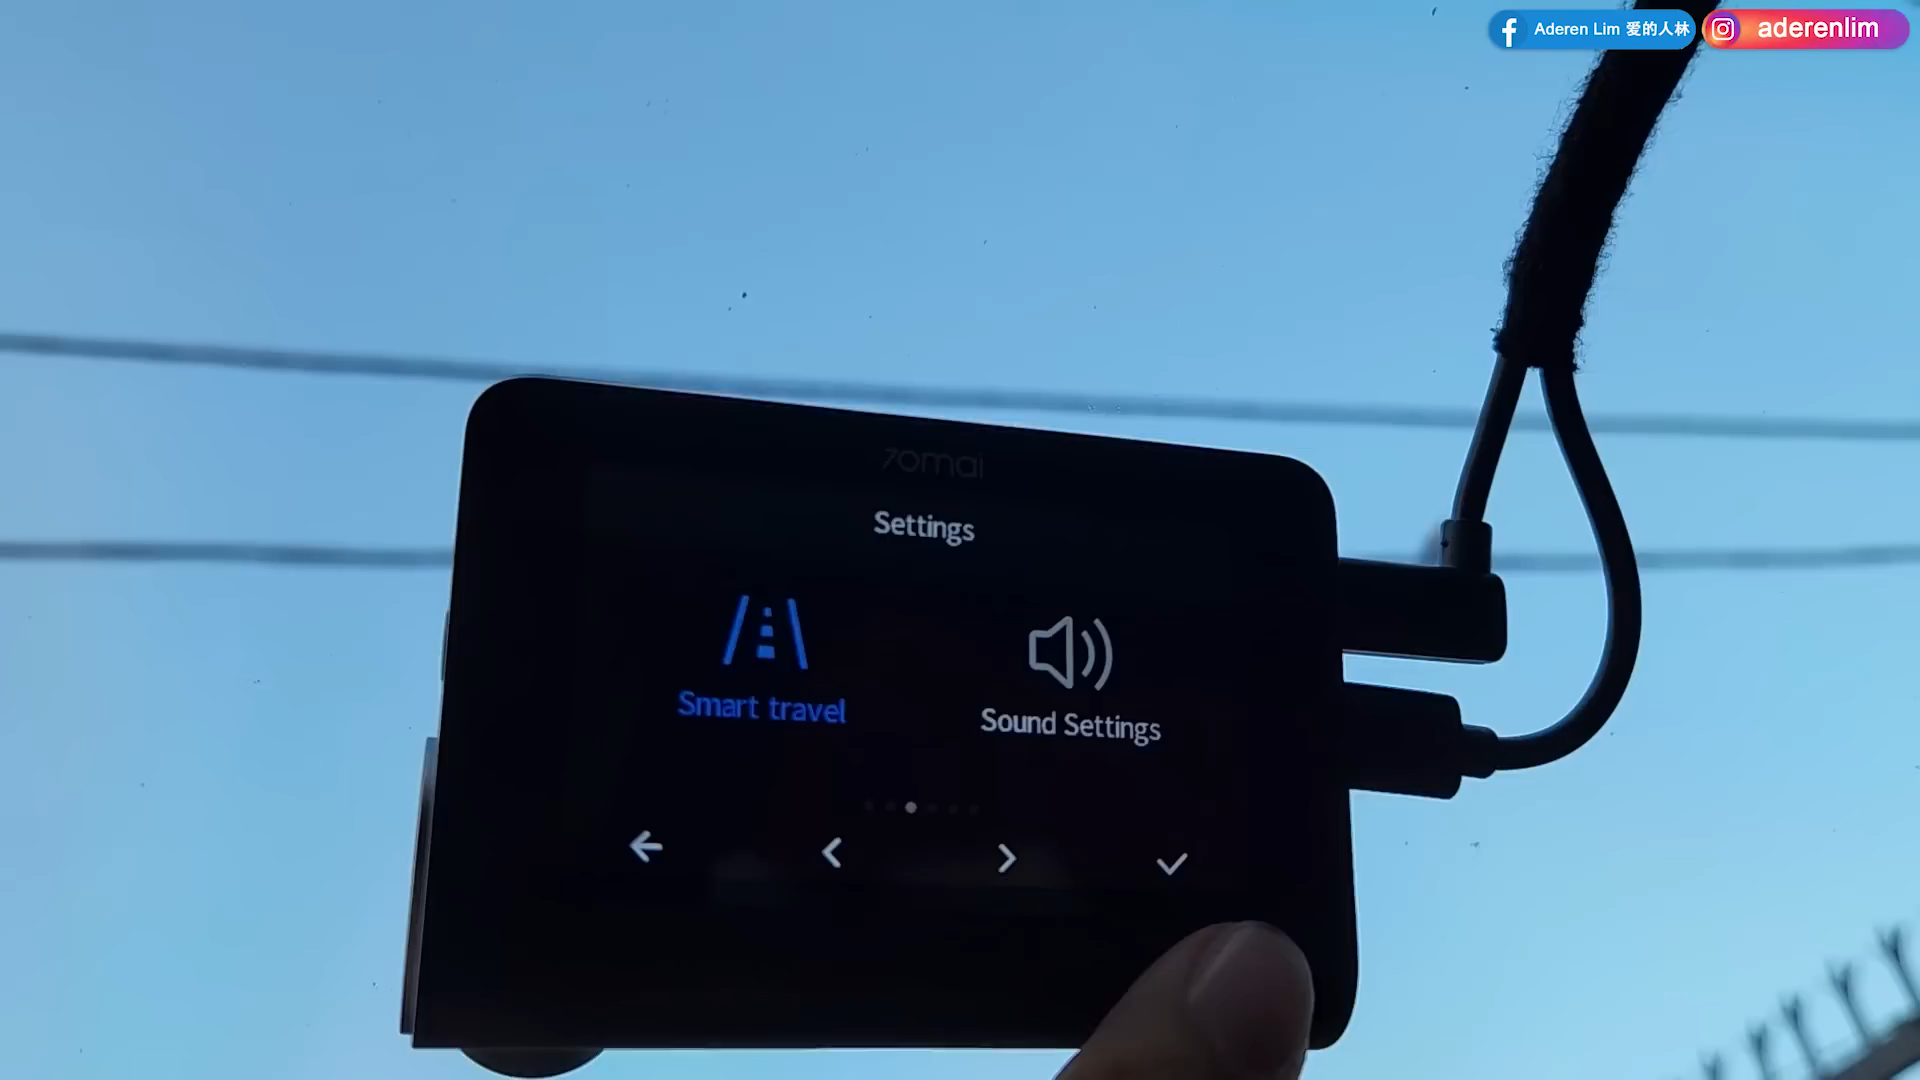 Aderen Lim 爱的人林
aderenlim
70mai
Settings
Smart travel
Sound Settings